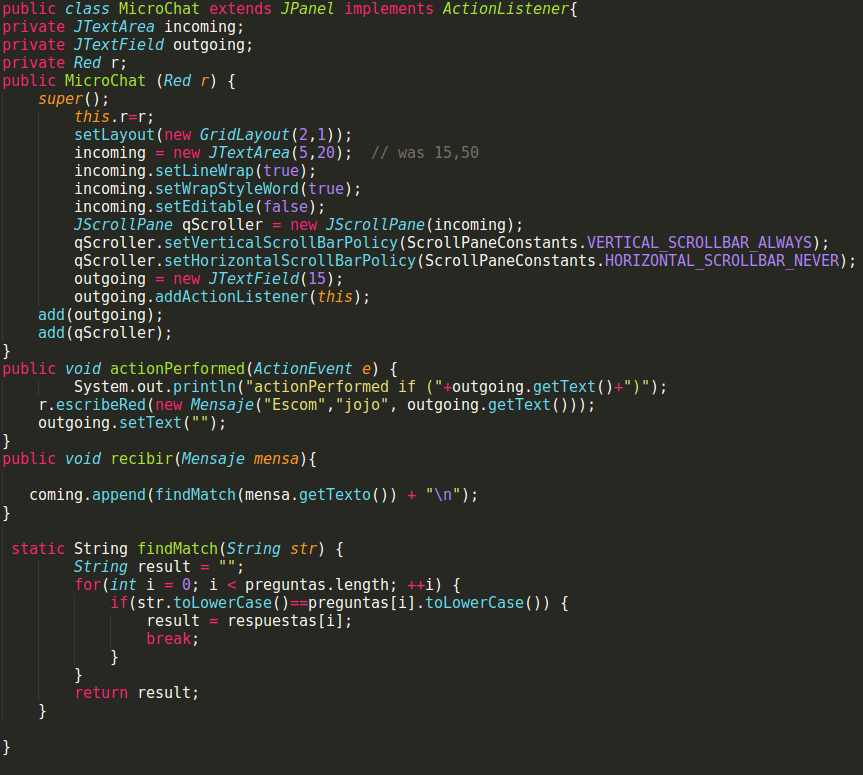 public class MicroChat extends JPanel implements ActionListener{
private JTextArea incoming;
private JTextField outgoing;
private Red r;
public MicroChat (Red r) {
    super();
        this.r=r;
        setLayout(new GridLayout(2,1));
        incoming = new JTextArea(5,20);  // was 15,50
        incoming.setLineWrap(true);
        incoming.setWrapStyleWord(true);
        incoming.setEditable(false);
        JScrollPane qScroller = new JScrollPane(incoming);
        qScroller.setVerticalScrollBarPolicy(ScrollPaneConstants.VERTICAL_SCROLLBAR_ALWAYS);
        qScroller.setHorizontalScrollBarPolicy(ScrollPaneConstants.HORIZONTAL_SCROLLBAR_NEVER);
        outgoing = new JTextField(15);
        outgoing.addActionListener(this);
    add(outgoing);
    add(qScroller);
}
public void actionPerformed(ActionEvent e) {
        System.out.println("actionPerformed if ("+outgoing.getText()+")");
    r.escribeRed(new Mensaje("Escom","jojo", outgoing.getText()));
    outgoing.setText("");
}
public void recibir(Mensaje mensa){

   coming.append(findMatch(mensa.getTexto()) + "\n");
}

 static String findMatch(String str) {
        String result = "";
        for(int i = 0; i < preguntas.length; ++i) {
            if(str.toLowerCase()==preguntas[i].toLowerCase()) {
                result = respuestas[i];
                break;
            }
        }
        return result;
    }

}